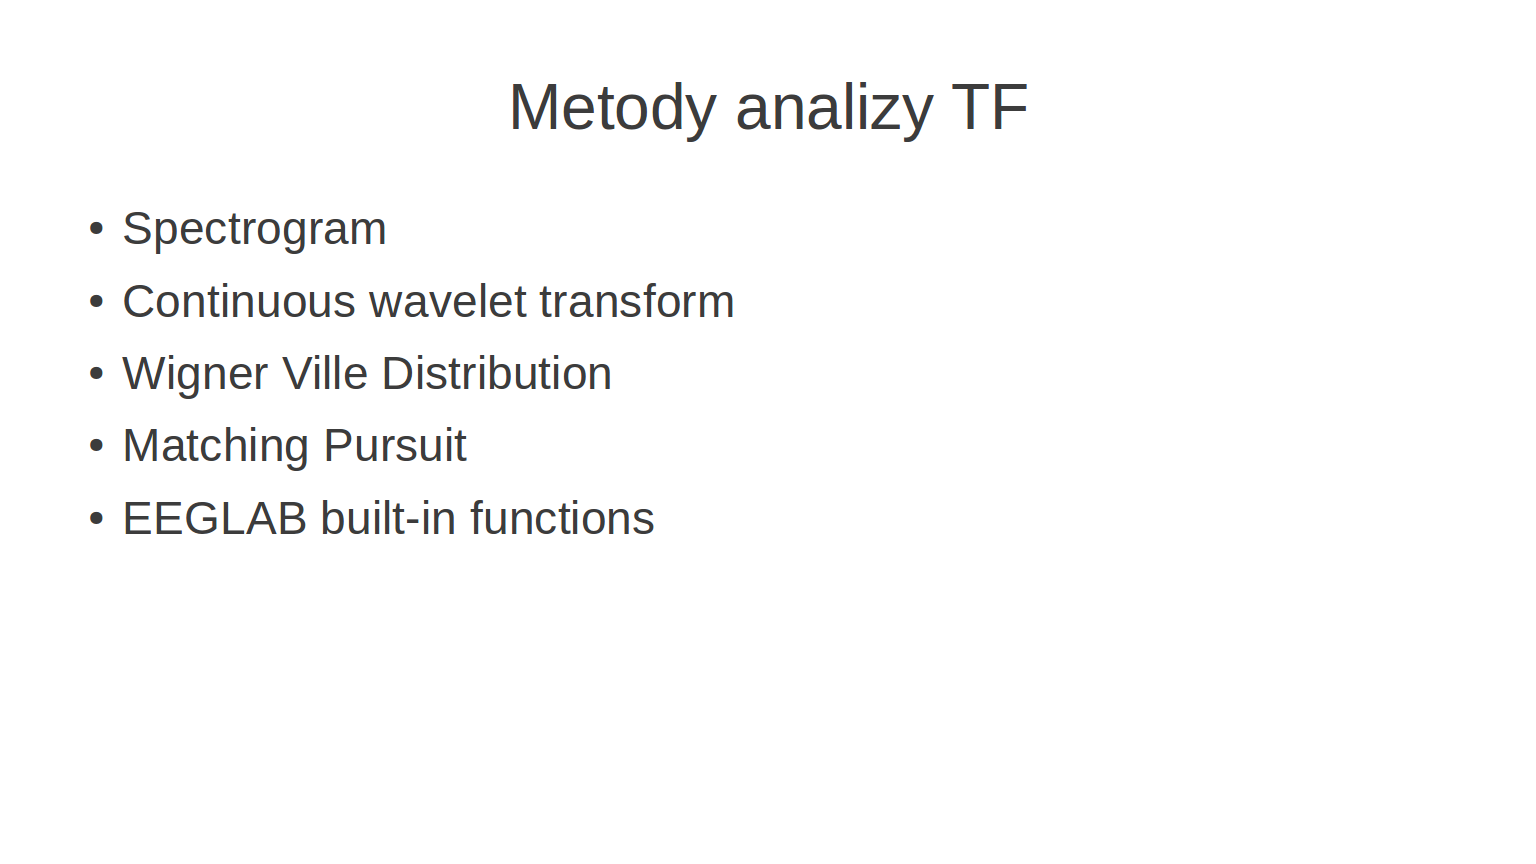 Metody analizy TF
• Spectrogram
• Continuous wavelet transform
• Wigner Ville Distribution
• Matching Pursuit
• EEGLAB built-in functions